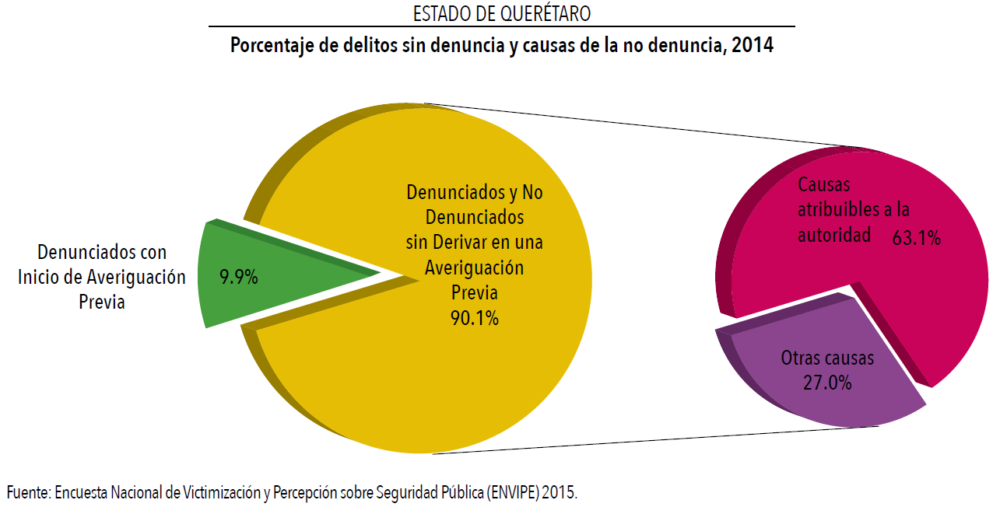 ESTADO DE QUERÉTARO
Porcentaje de delitos sin denuncia y causas de la no denuncia, 2014
Denunciados con
Inicio de Averiguación
Previa
9.9%
Denunciados y No
Denunciados
sin Derivar en una
Averiguación
Previa
90.1%
Causas
atribuibles a la
autoridad
63.1%
Otras causas
27.0%
Fuente: Encuesta Nacional de Victimización y Percepción sobre Seguridad Pública (ENVIPE) 2015.